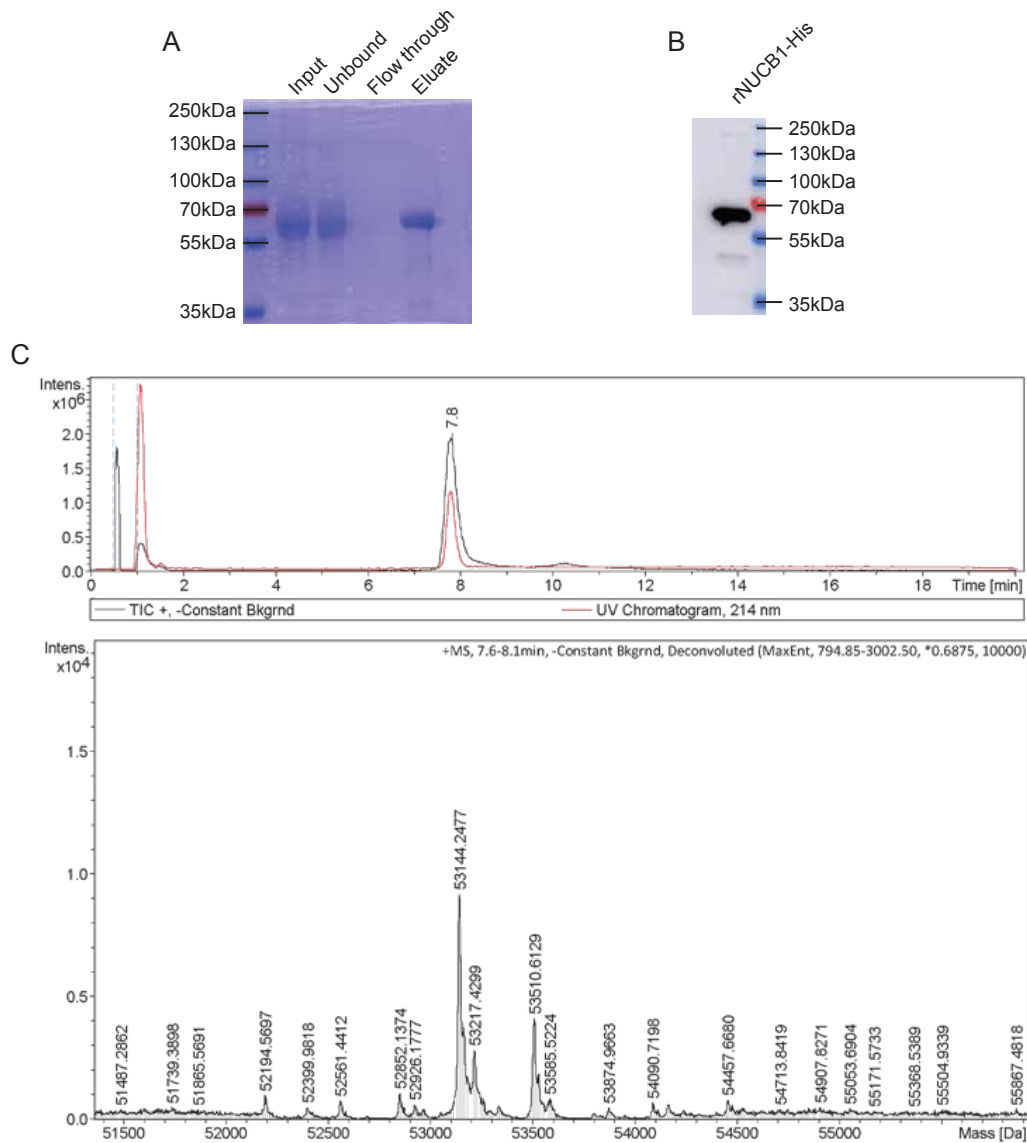 A
Input
Unbound
Flow through
Eluate
250kDa
130kDa
100kDa
70kDa
55kDa
35kDa
B
rNUCB1-His
250kDa
130kDa
100kDa
70kDa
55kDa
35kDa
C
Intens.
x10⁶
2.0
1.5
1.0
0.5
0.0
7.8
0 2 4 6 8 10 12 14 16 18 Time [min]
TIC +, -Constant Bkgrnd UV Chromatogram, 214 nm
Intens.
x10⁴
+MS, 7.6-8.1min, -Constant Bkgrnd, Deconvoluted (MaxEnt, 794.85-3002.50, *0.6875, 10000)
1.5
1.0
0.5
0.0
51487.2862
51739.3898
51865.5691
52194.5697
52399.9818
52561.4412
52852.1374
52926.1777
53144.2477
53217.4299
53510.6129
53585.5224
53874.9663
54090.7198
54457.6680
54713.8419
54907.8271
55053.6904
55171.5733
55368.5389
55504.9339
55867.4818
51500 52000 52500 53000 53500 54000 54500 55000 Mass [Da]